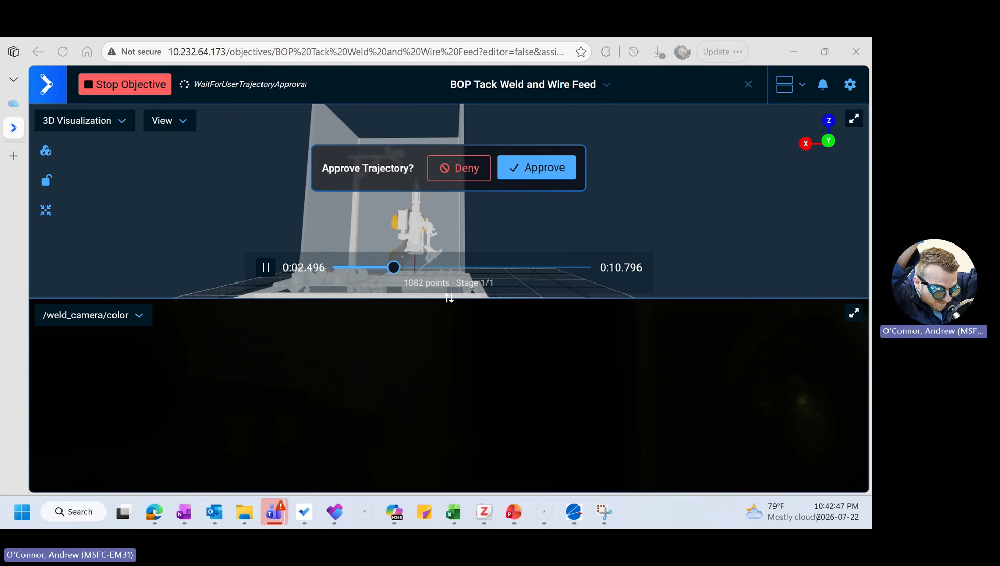 Not secure
10.232.64.173/objectives/BOP%20Tack%20Weld%20and%20Wire%20Feed?editor=false&assi...
Update
Stop Objective
WaitForUserTrajectoryApproval
BOP Tack Weld and Wire Feed
3D Visualization
View
Z
X
Y
Approve Trajectory?
Deny
Approve
0:02.496
0:10.796
1082 points · Stage 1/1
/weld_camera/color
O'Connor, Andrew (MSF...
Search
M365
79°F
Mostly cloudy
10:42:47 PM
2026-07-22
O'Connor, Andrew (MSFC-EM31)